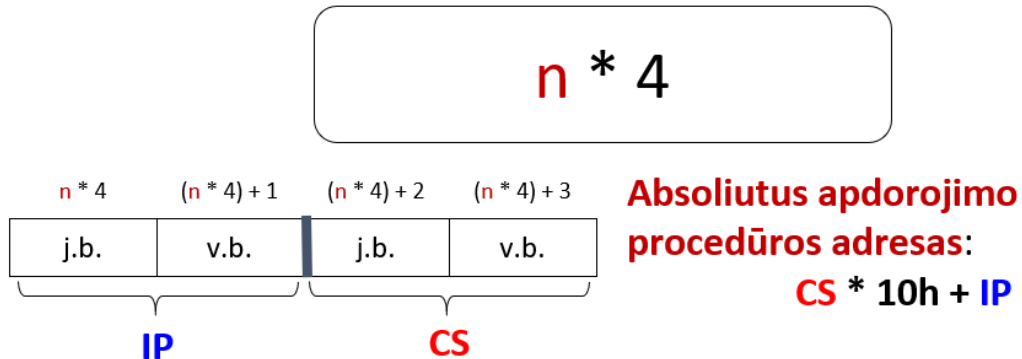 n * 4
n * 4 (n * 4) + 1 (n * 4) + 2 (n * 4) + 3
j.b. v.b. j.b. v.b.
IP CS
Absoliutus apdorojimo
procedūros adresas:
CS * 10h + IP